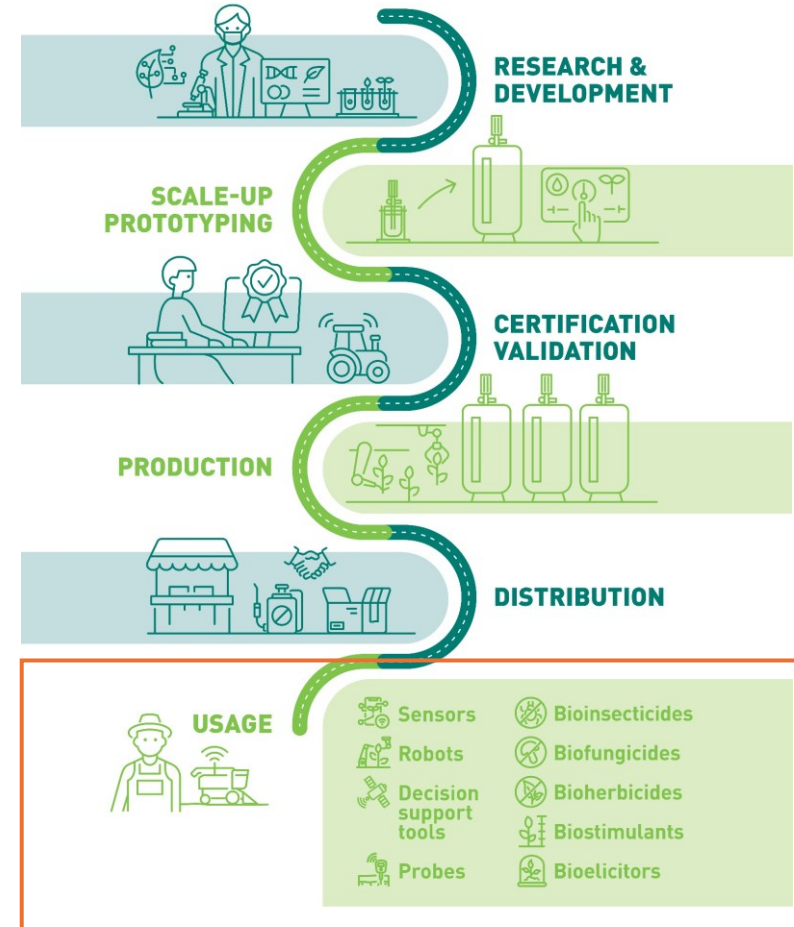 RESEARCH &
DEVELOPMENT
SCALE-UP
PROTOTYPING
CERTIFICATION
VALIDATION
PRODUCTION
DISTRIBUTION
USAGE
Sensors
Robots
Decision
support
tools
Probes
Bioinsecticides
Biofungicides
Bioherbicides
Biostimulants
Bioelicitors